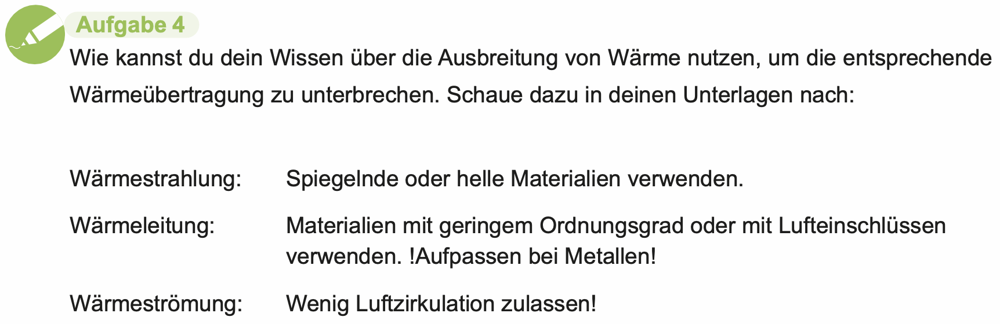 Aufgabe 4
Wie kannst du dein Wissen über die Ausbreitung von Wärme nutzen, um die entsprechende
Wärmeübertragung zu unterbrechen. Schaue dazu in deinen Unterlagen nach:
Wärmestrahlung: Spiegelnde oder helle Materialien verwenden.
Wärmeleitung: Materialien mit geringem Ordnungsgrad oder mit Lufteinschlüssen
verwenden. !Aufpassen bei Metallen!
Wärmeströmung: Wenig Luftzirkulation zulassen!